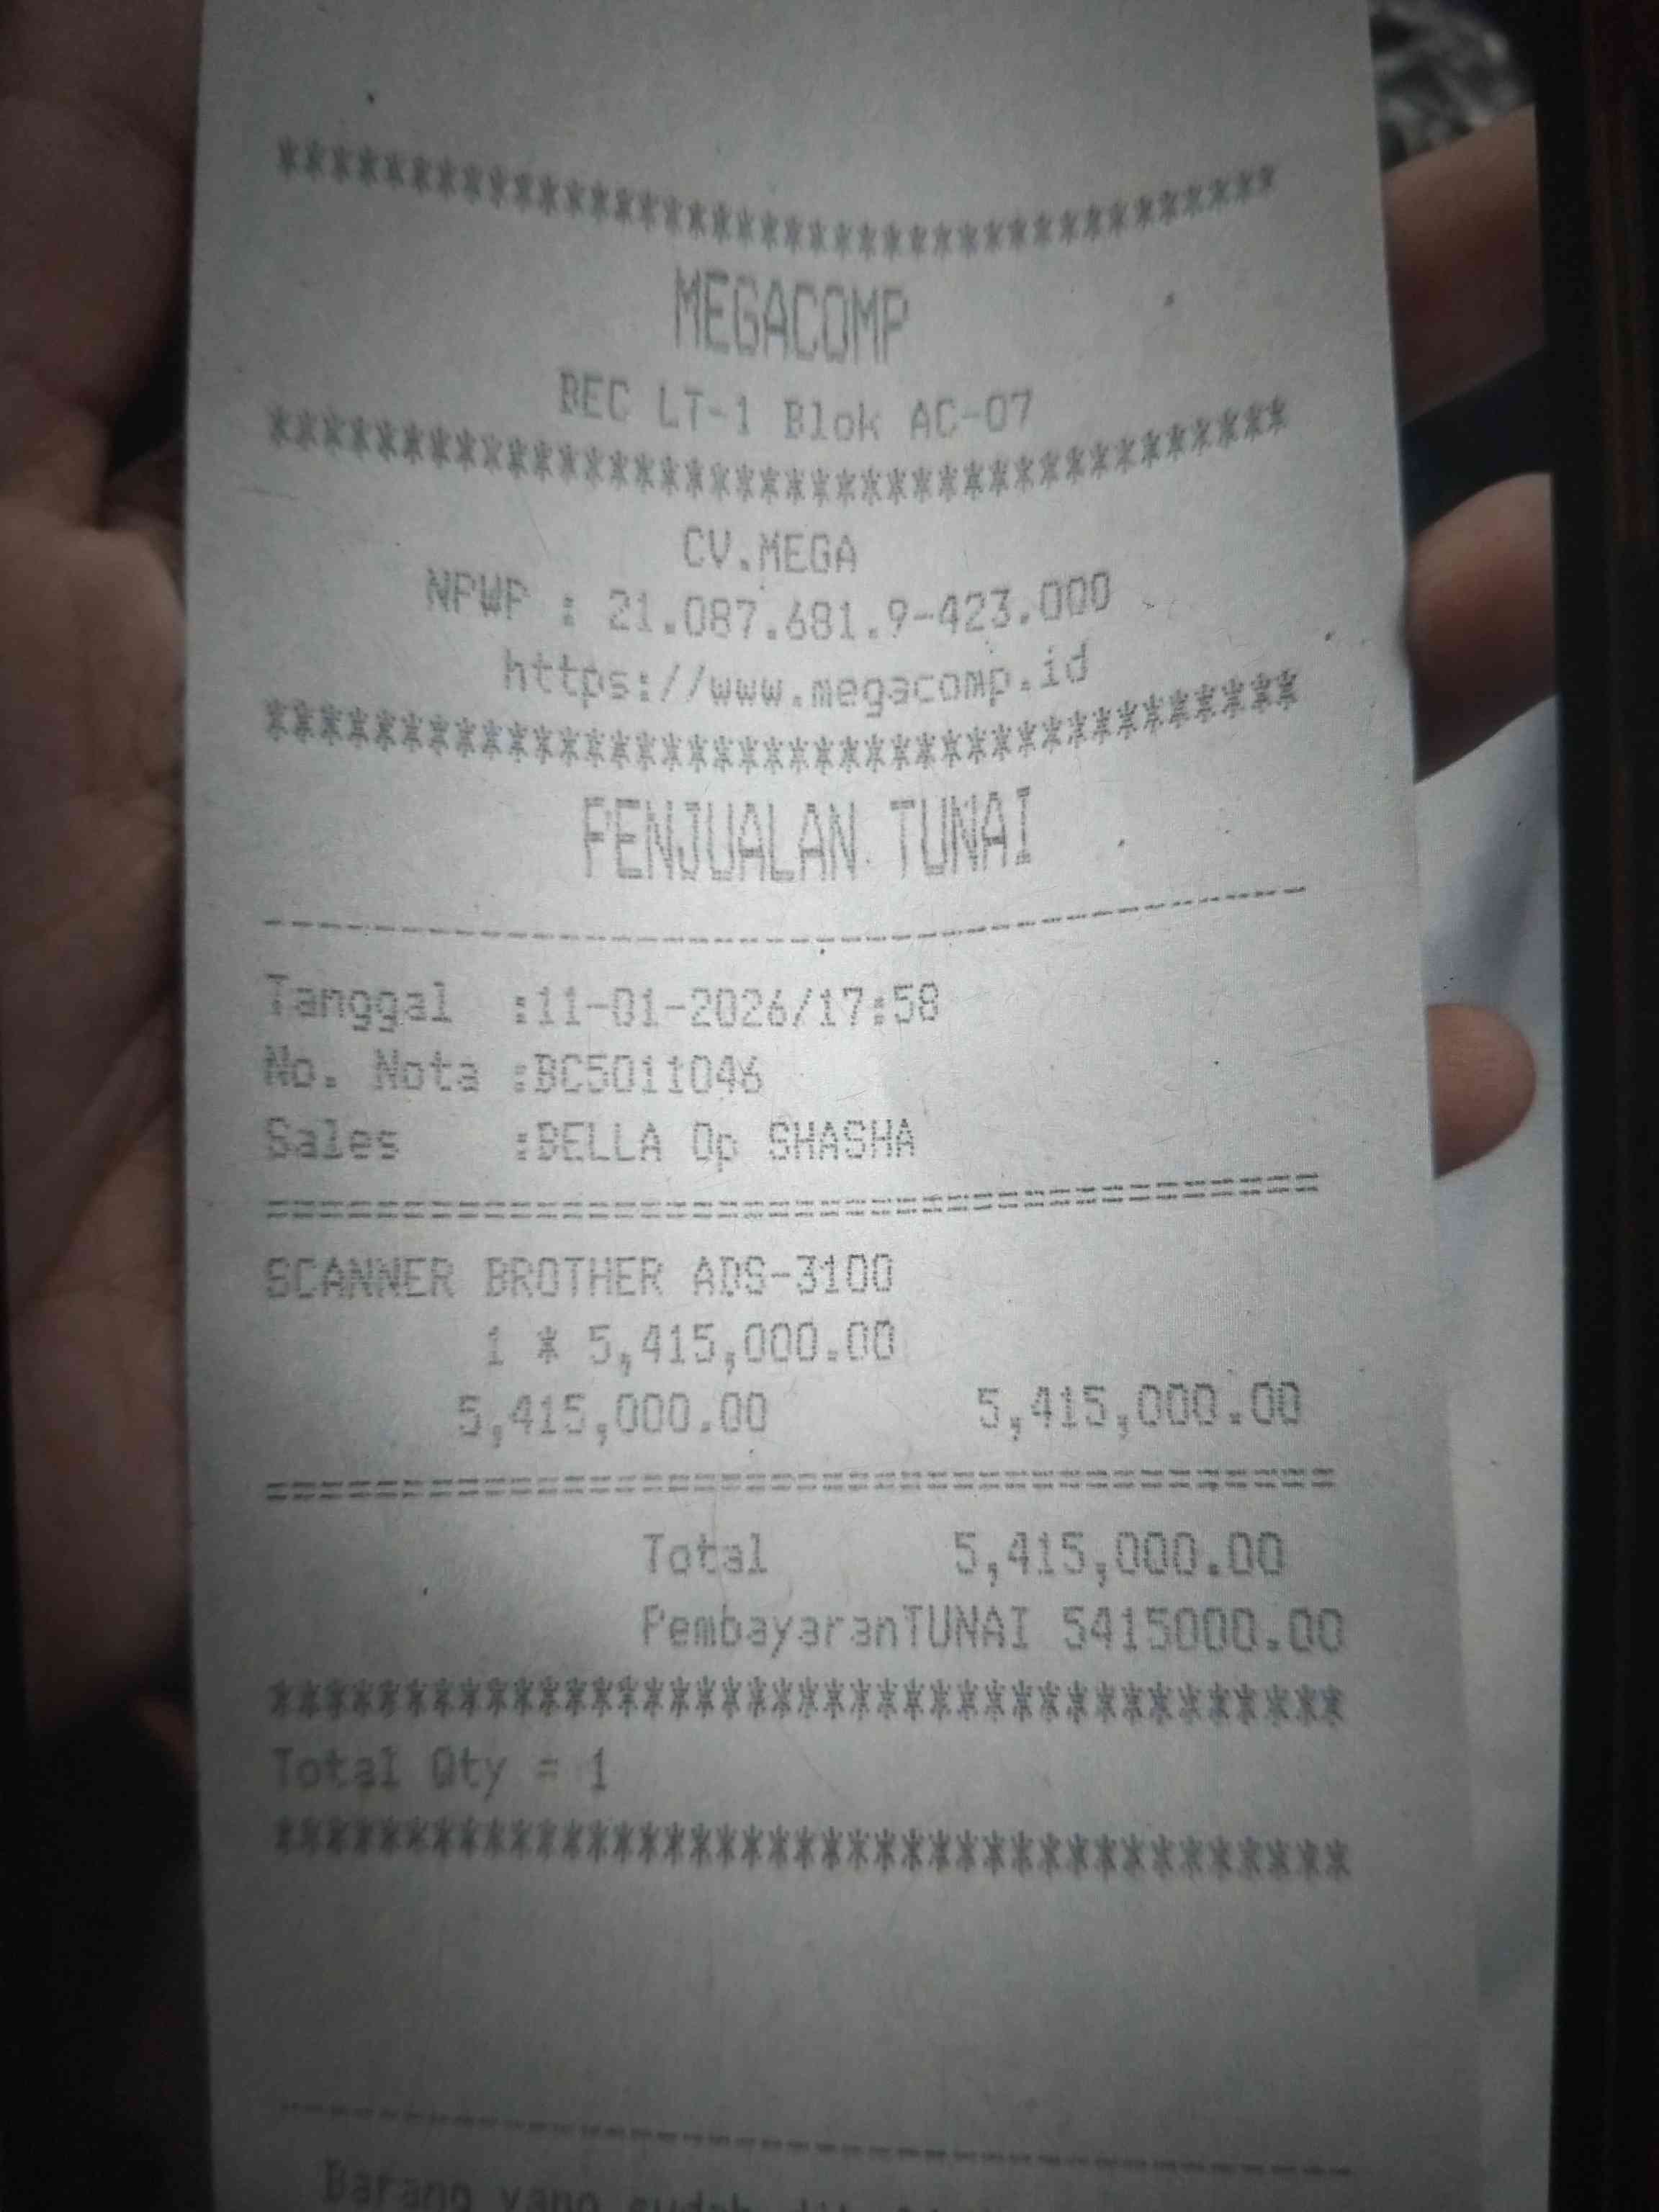 ****************************************
MEGACOMP
BEC LT-1 Blok AC-07
****************************************
CV.MEGA
NPWP : 21.087.681.9-423.000
https://www.megacomp.id
****************************************
PENJUALAN TUNAI
----------------------------------------
Tanggal :11-01-2026/17:58
No. Nota :BC5011046
Sales :BELLA Op SHASHA
========================================
SCANNER BROTHER ADS-3100
1 * 5,415,000.00
5,415,000.00 5,415,000.00
========================================
Total 5,415,000.00
PembayaranTUNAI 5415000.00
****************************************
Total Qty = 1
****************************************
----------------------------------------
Barang yang sudah